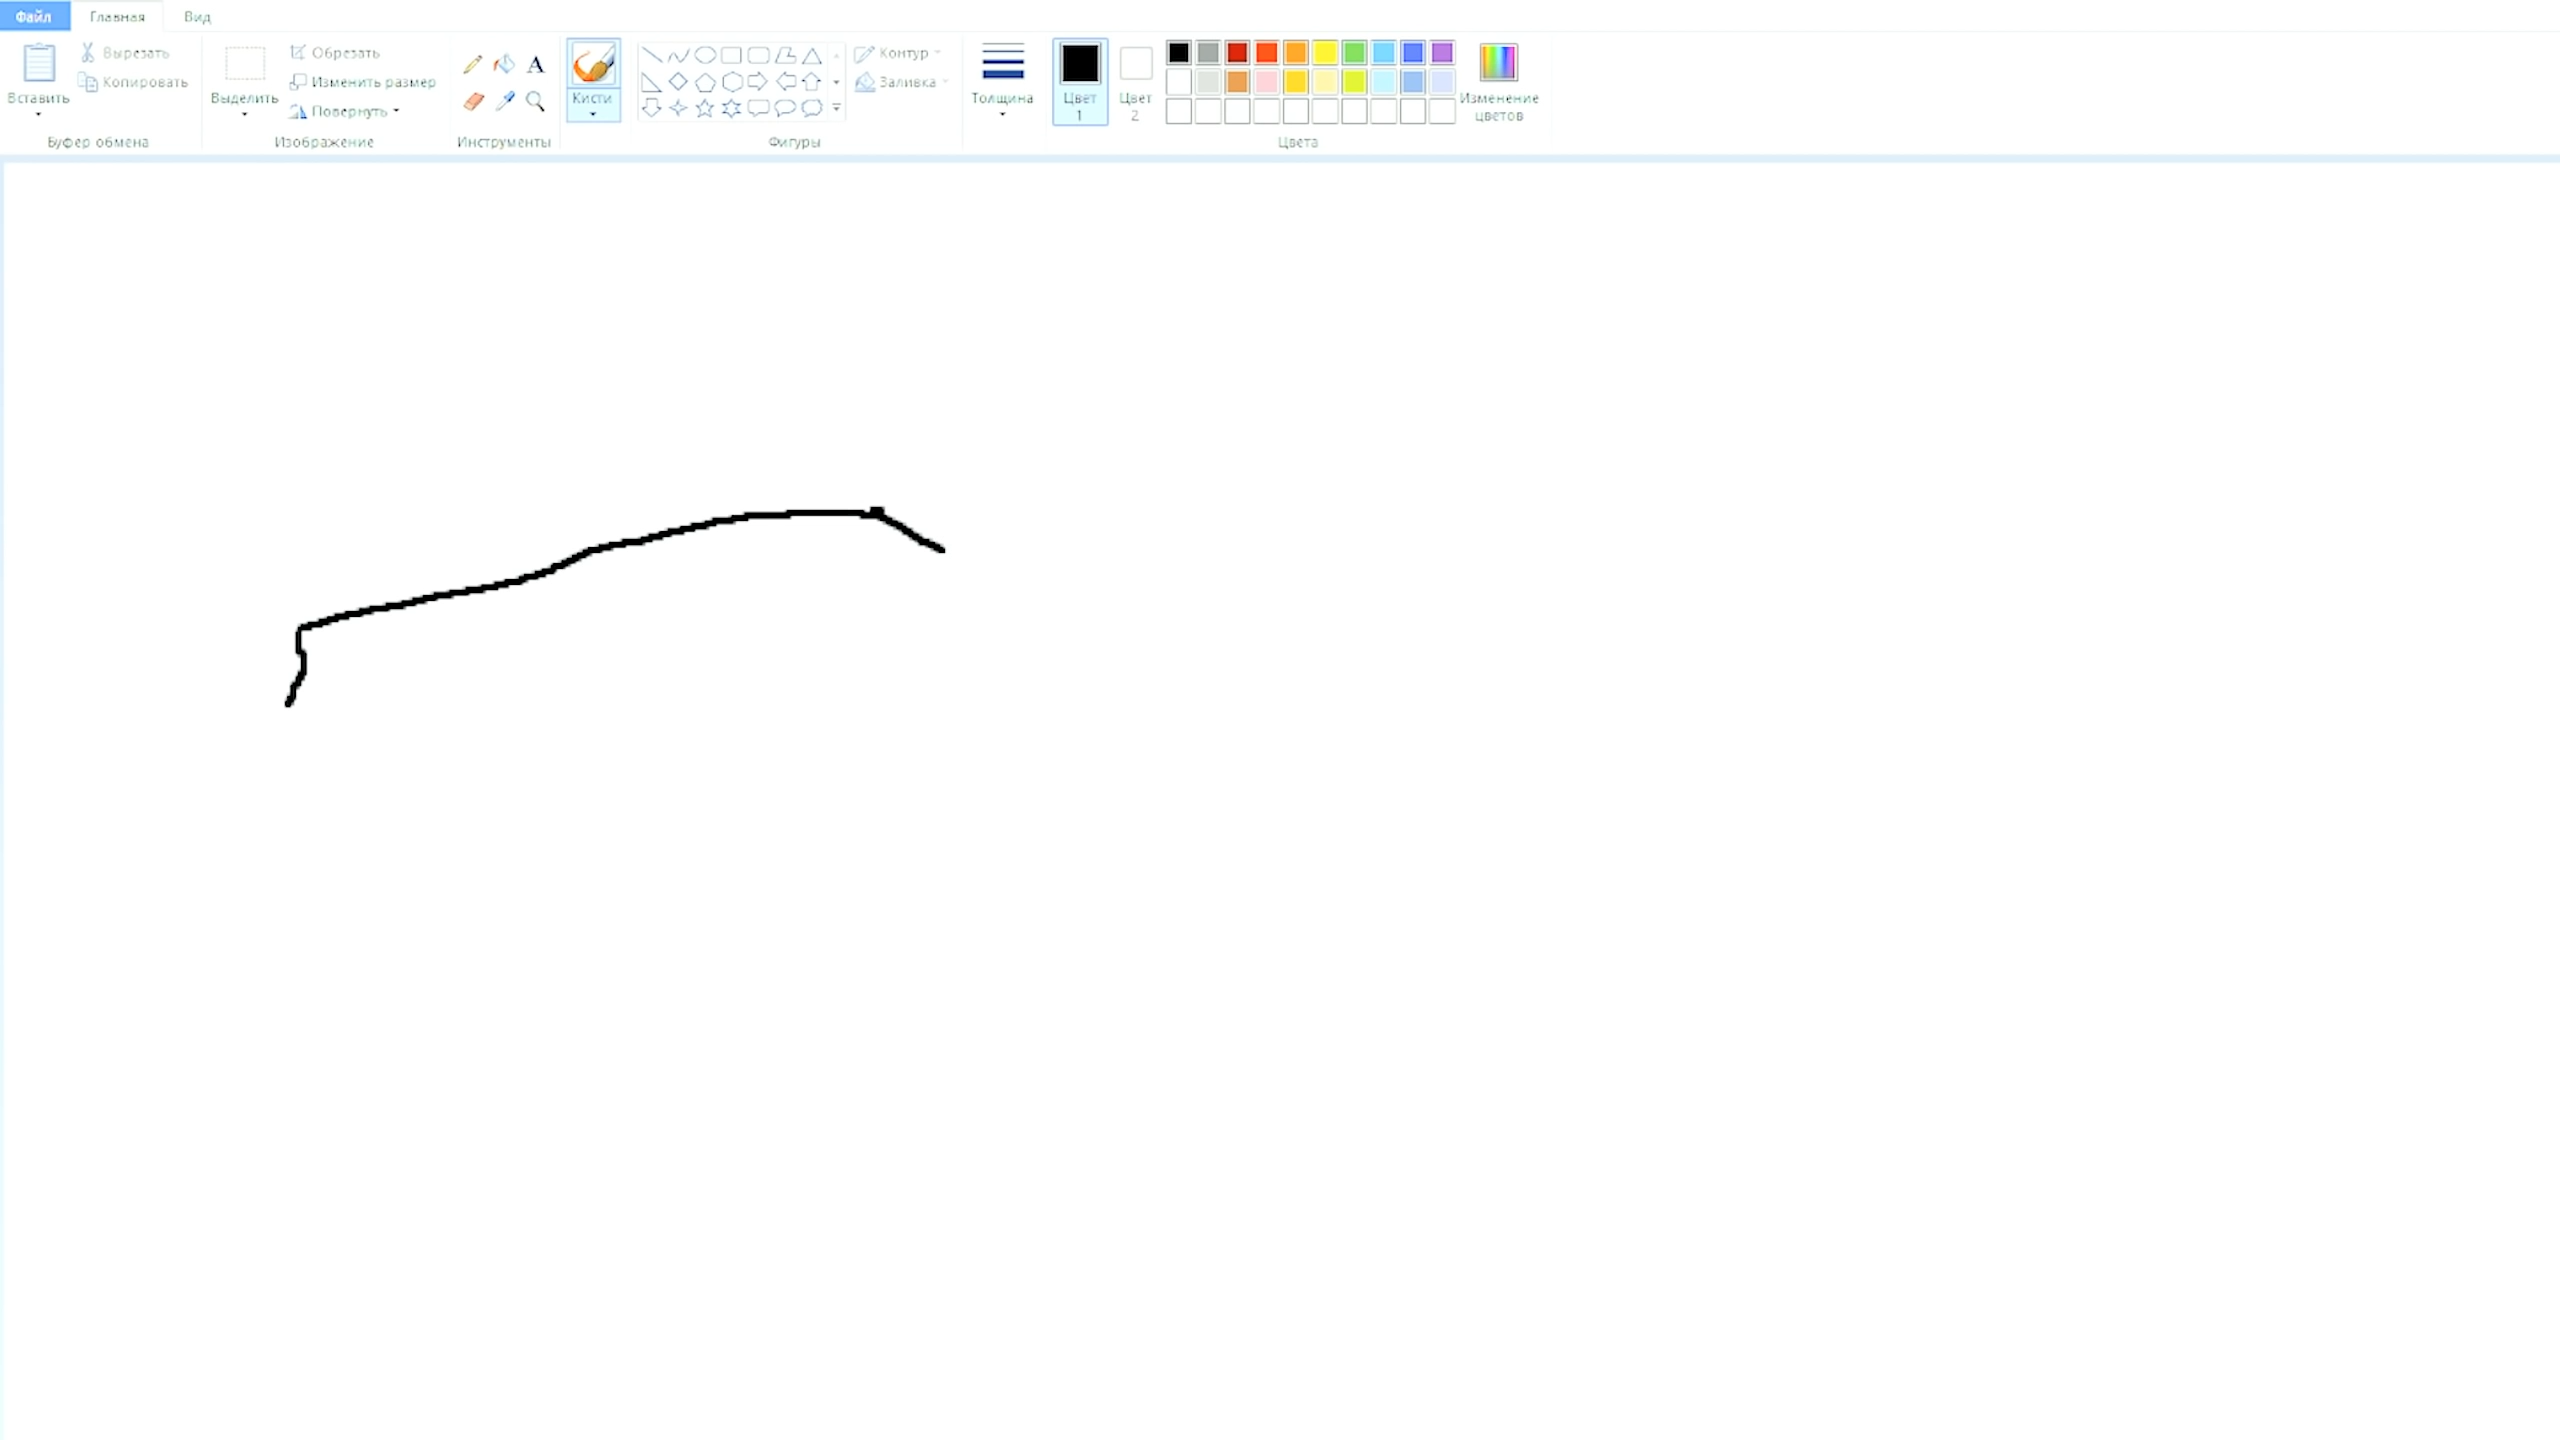 Файл Главная Вид
Вставить
Вырезать
Копировать
Буфер обмена
Выделить
Обрезать
Изменить размер
Повернуть
Изображение
A
Инструменты
Кисти
Контур
Заливка
Фигуры
Толщина
Цвет
1
Цвет
2
Изменение
цветов
Цвета